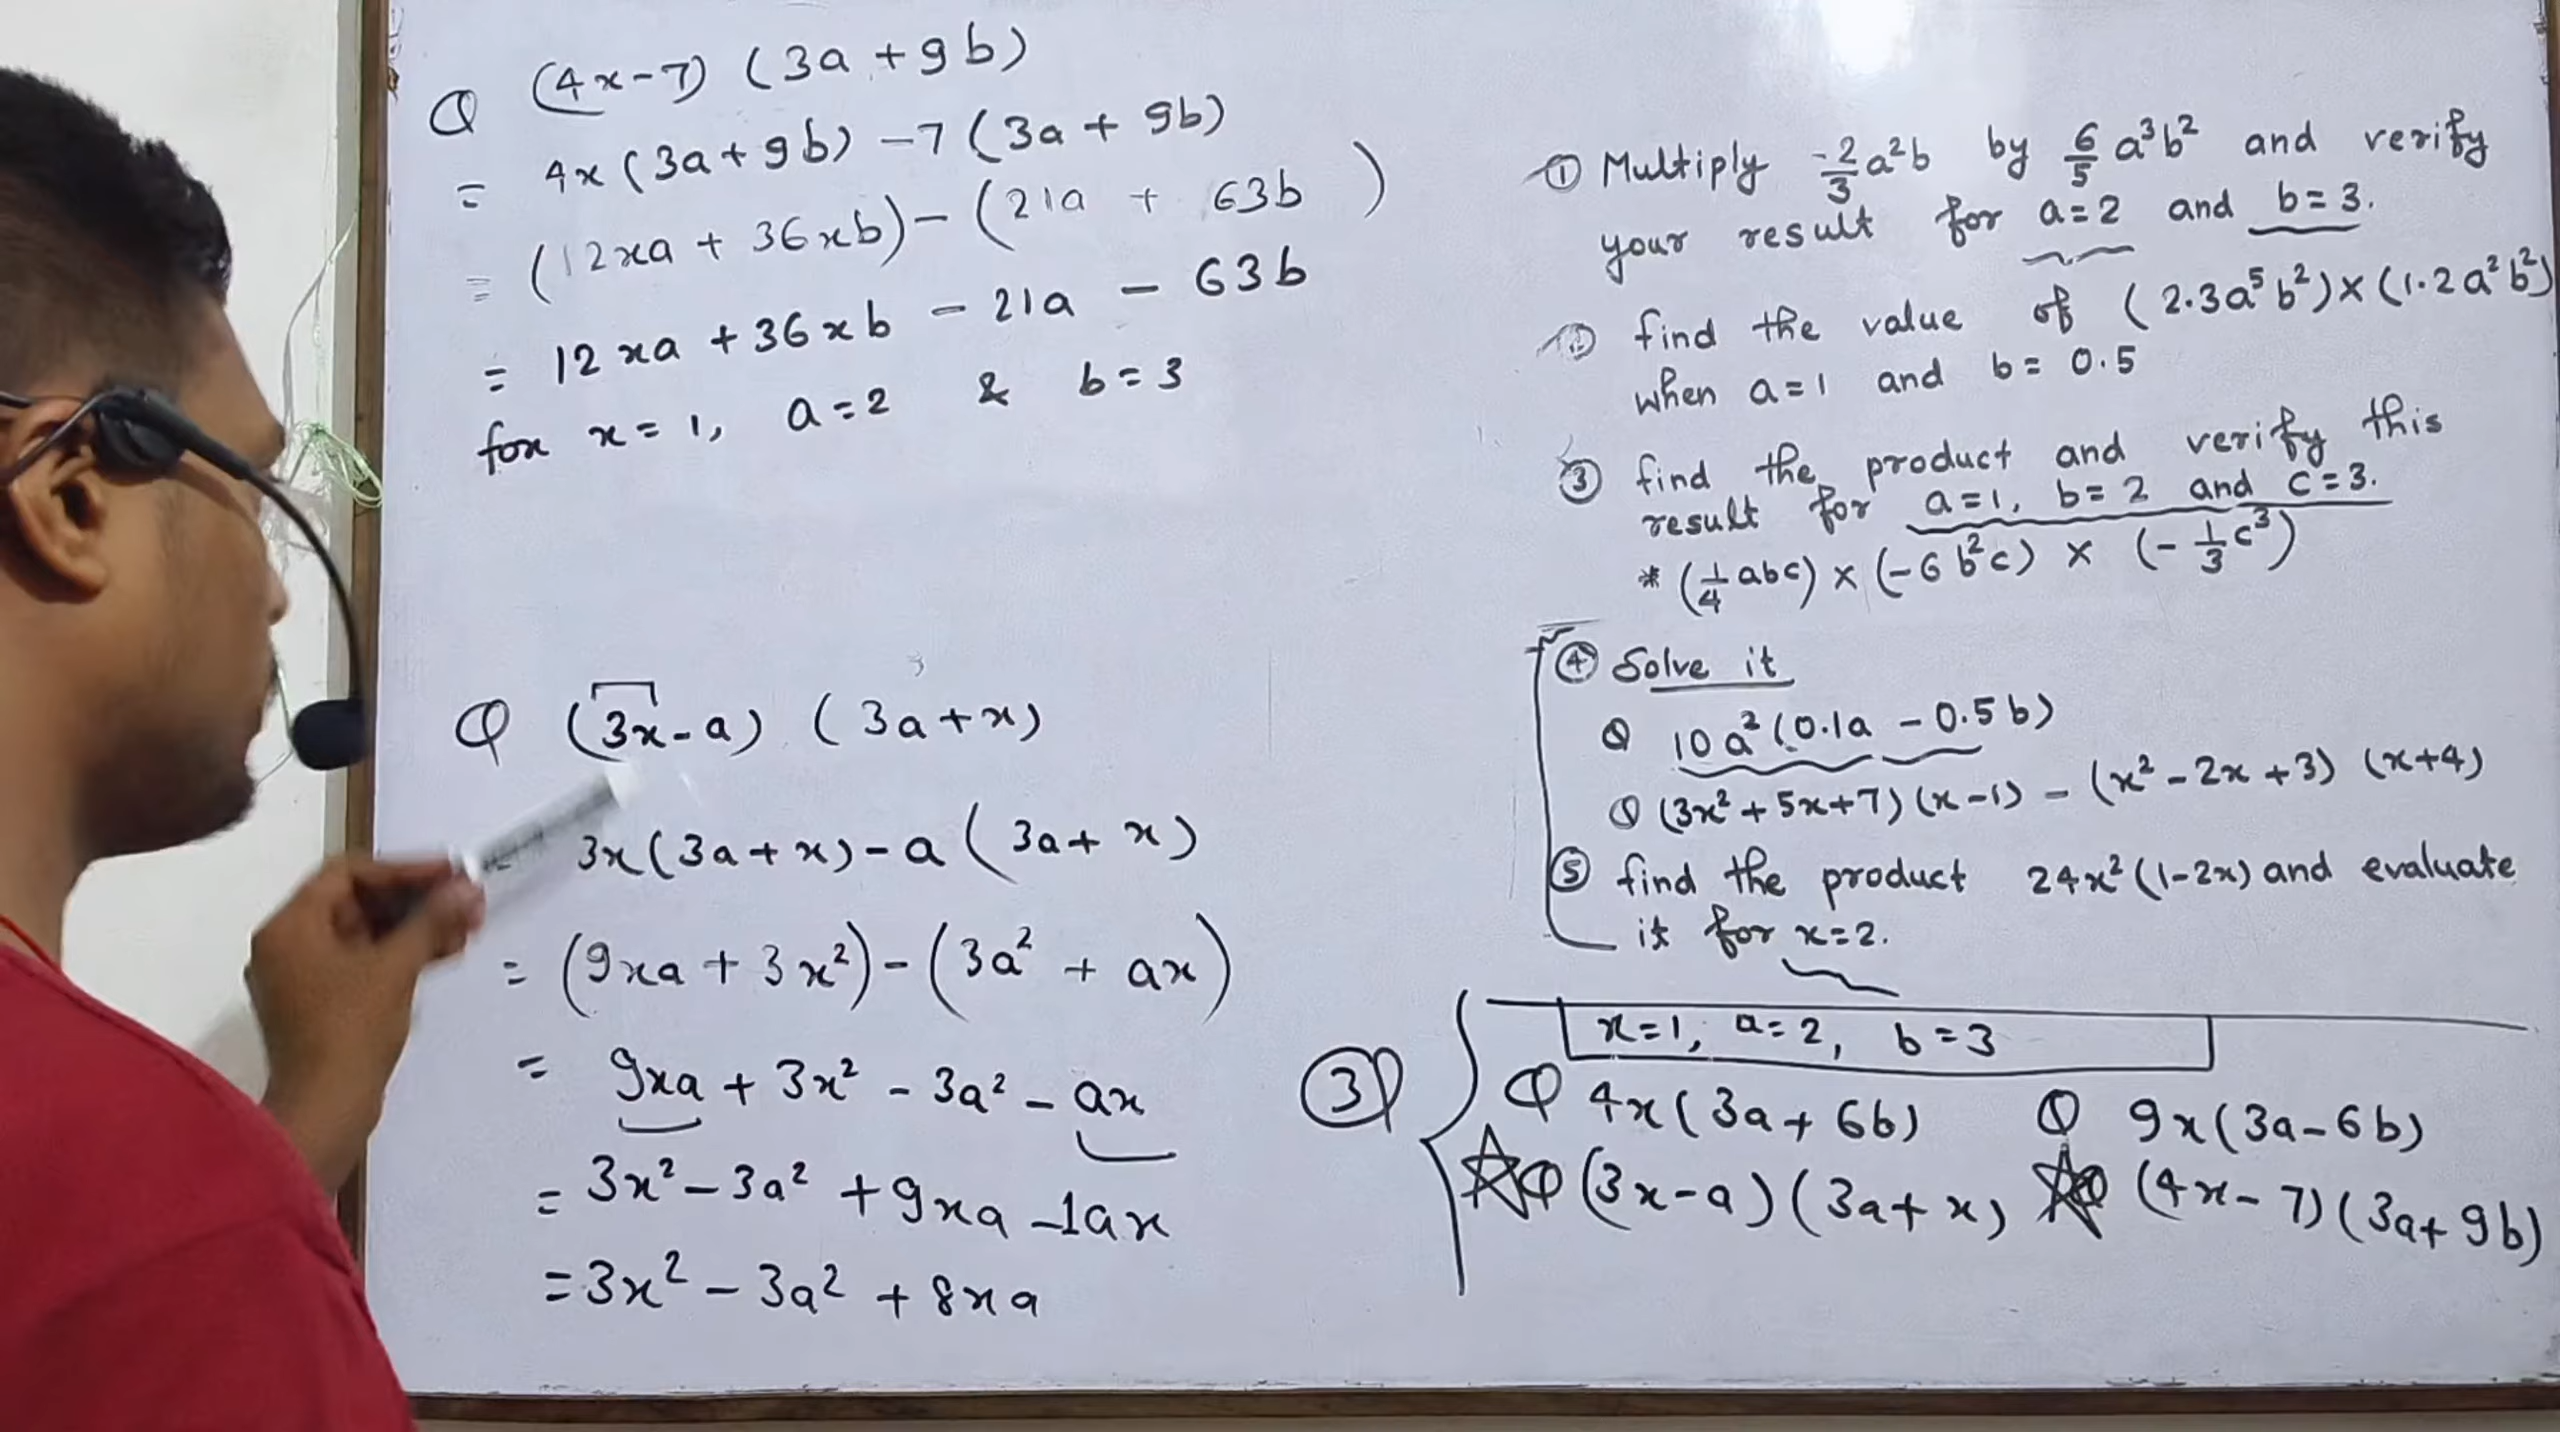 Q (4x-7) (3a+9b)
= 4x(3a+9b) -7(3a+9b)
= (12xa + 36xb) - (21a + 63b)
= 12xa + 36xb - 21a - 63b
for x=1, a=2 & b=3
Q (3x-a) (3a+x)
3x(3a+x) - a(3a+x)
= (9xa + 3x²) - (3a² + ax)
= 9xa + 3x² - 3a² - ax
= 3x² - 3a² + 9xa - 1ax
= 3x² - 3a² + 8xa
① Multiply -2/3 a²b by 6/5 a³b² and verify
your result for a=2 and b=3.
② find the value of (2.3a⁵b²)×(1.2a²b²)
when a=1 and b=0.5
③ find the product and verify this
result for a=1, b=2 and c=3.
* (1/4 abc) × (-6b²c) × (-1/3 c³)
④ Solve it
Q 10a²(0.1a - 0.5b)
Q (3x²+5x+7)(x-1) - (x²-2x+3)(x+4)
⑤ find the product 24x²(1-2x) and evaluate
it for x=2.
x=1, a=2, b=3
③ Q 4x(3a+6b) Q 9x(3a-6b)
☆Q (3x-a)(3a+x) ☆Q (4x-7)(3a+9b)